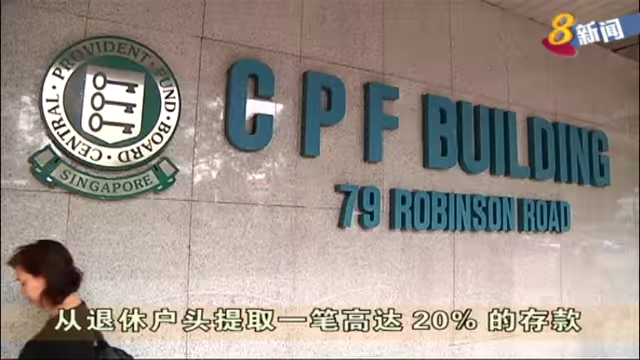 8新闻
CENTRAL PROVIDENT FUND BOARD
SINGAPORE
CPF BUILDING
79 ROBINSON ROAD
从退休户头提取一笔高达 20% 的存款